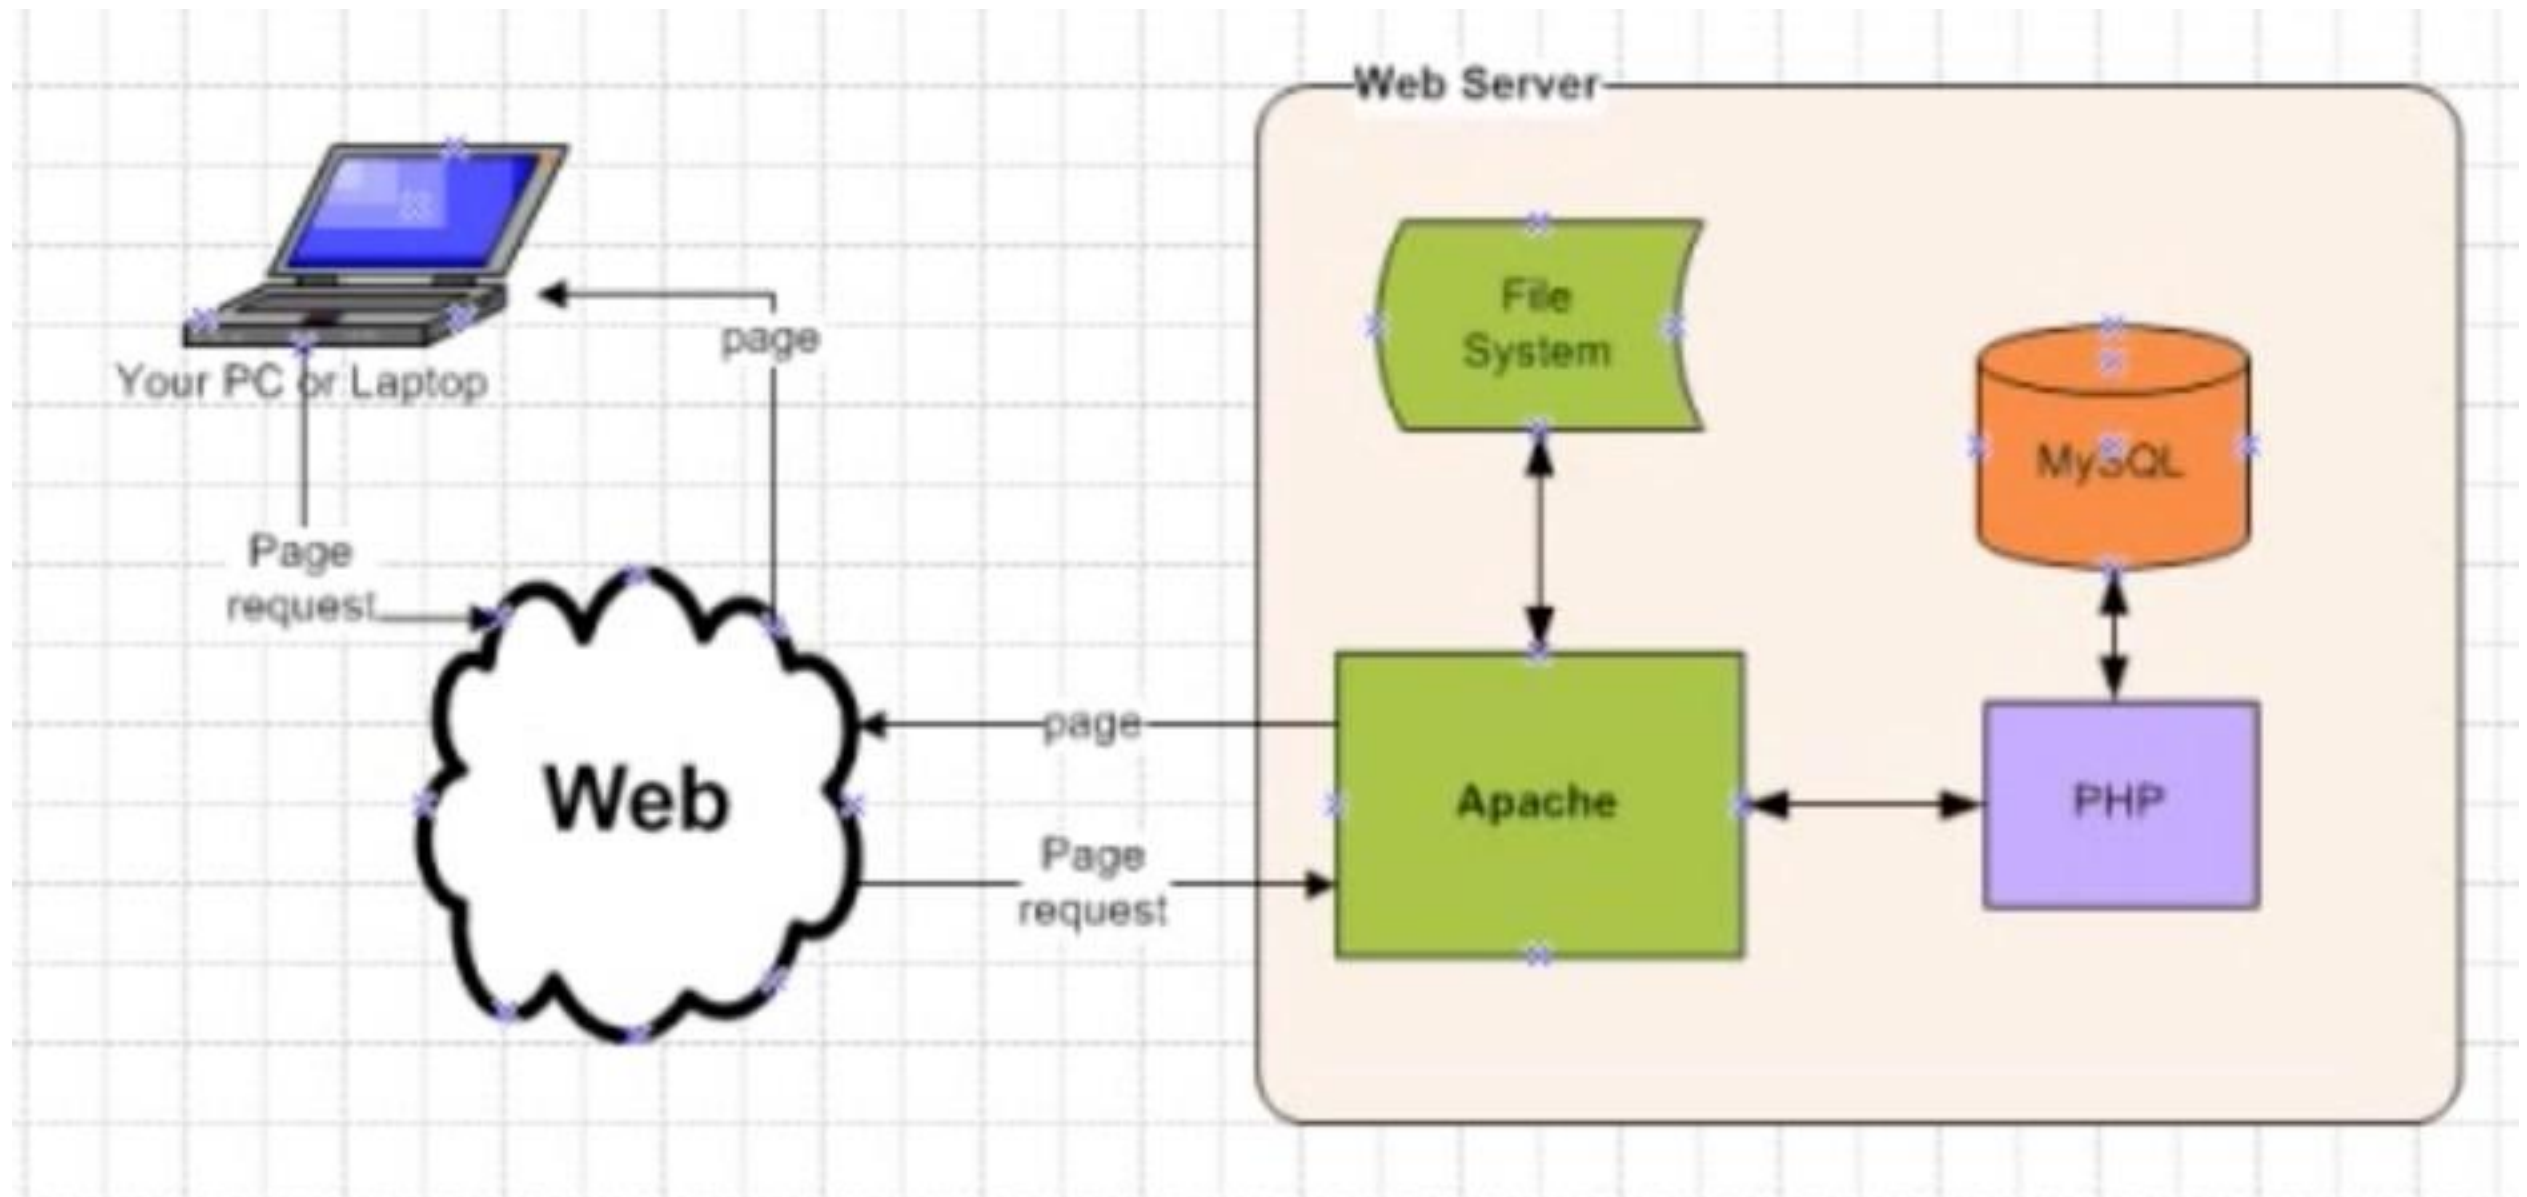 Web Server
File
System
page
Your PC or Laptop
MySQL
Page
request
page
Web
Apache
PHP
Page
request